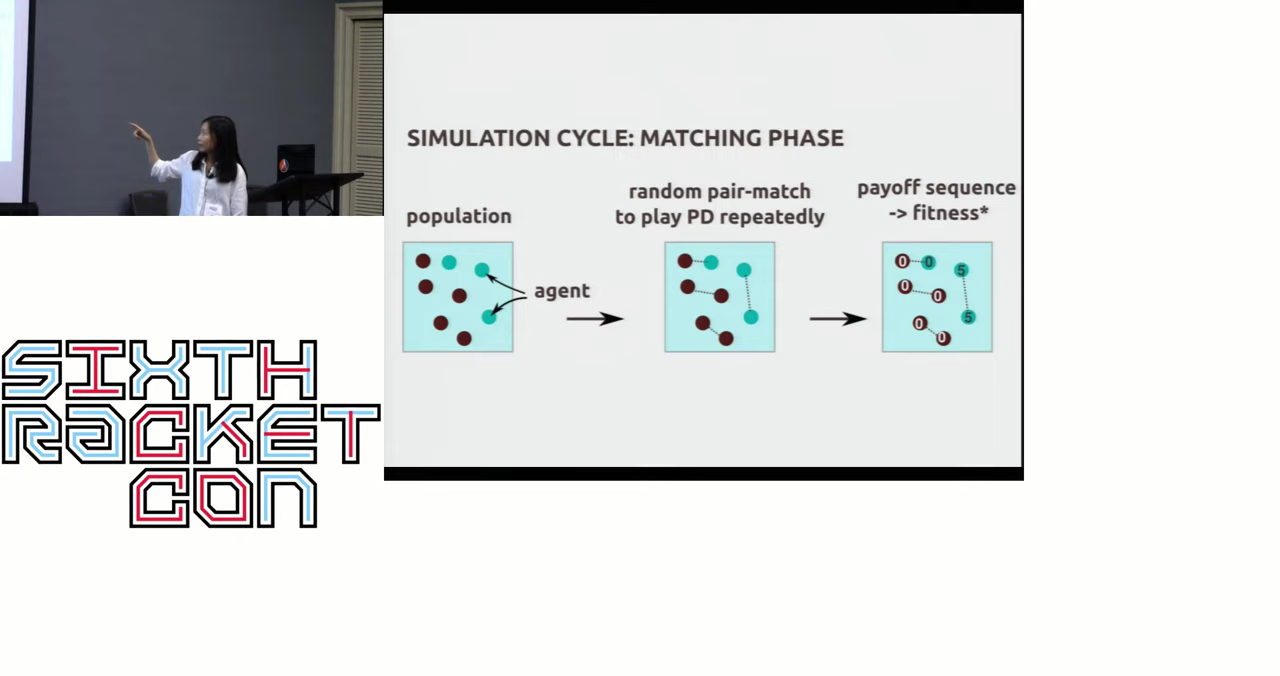 SIMULATION CYCLE: MATCHING PHASE
population
random pair-match
to play PD repeatedly
payoff sequence
-> fitness*
agent
0
0
5
0
0
5
0
0
SIXTH
RACKET
CON